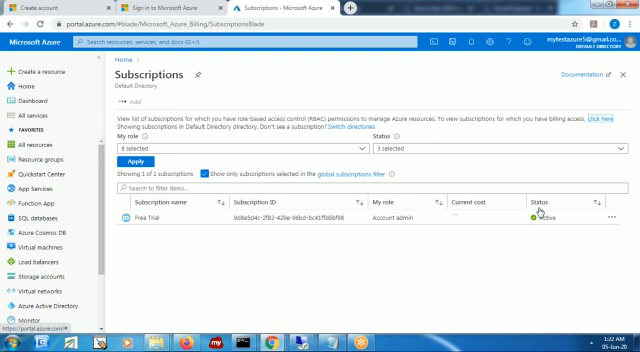 Create account
Sign in to Microsoft Azure
Subscriptions - Microsoft Azure
portal.azure.com/#blade/Microsoft_Azure_Billing/SubscriptionsBlade
Microsoft Azure
Search resources, services, and docs (G+/)
mytestazure5@gmail.co...
DEFAULT DIRECTORY
Create a resource
Home
Dashboard
All services
FAVORITES
All resources
Resource groups
Quickstart Center
App Services
Function App
SQL databases
Azure Cosmos DB
Virtual machines
Load balancers
Storage accounts
Virtual networks
Azure Active Directory
Monitor
https://portal.azure.com/#
Home
Subscriptions
Default Directory
Documentation
Add
View list of subscriptions for which you have role-based access control (RBAC) permissions to manage Azure resources. To view subscriptions for which you have billing access, click here
Showing subscriptions in Default Directory directory. Don't see a subscription? Switch directories
My role
Status
8 selected
3 selected
Apply
Showing 1 of 1 subscriptions
Show only subscriptions selected in the global subscriptions filter
Search to filter items...
Subscription name
Subscription ID
My role
Current cost
Status
Free Trial
Account admin
Active
my
1:22 AM
05-Jun-20